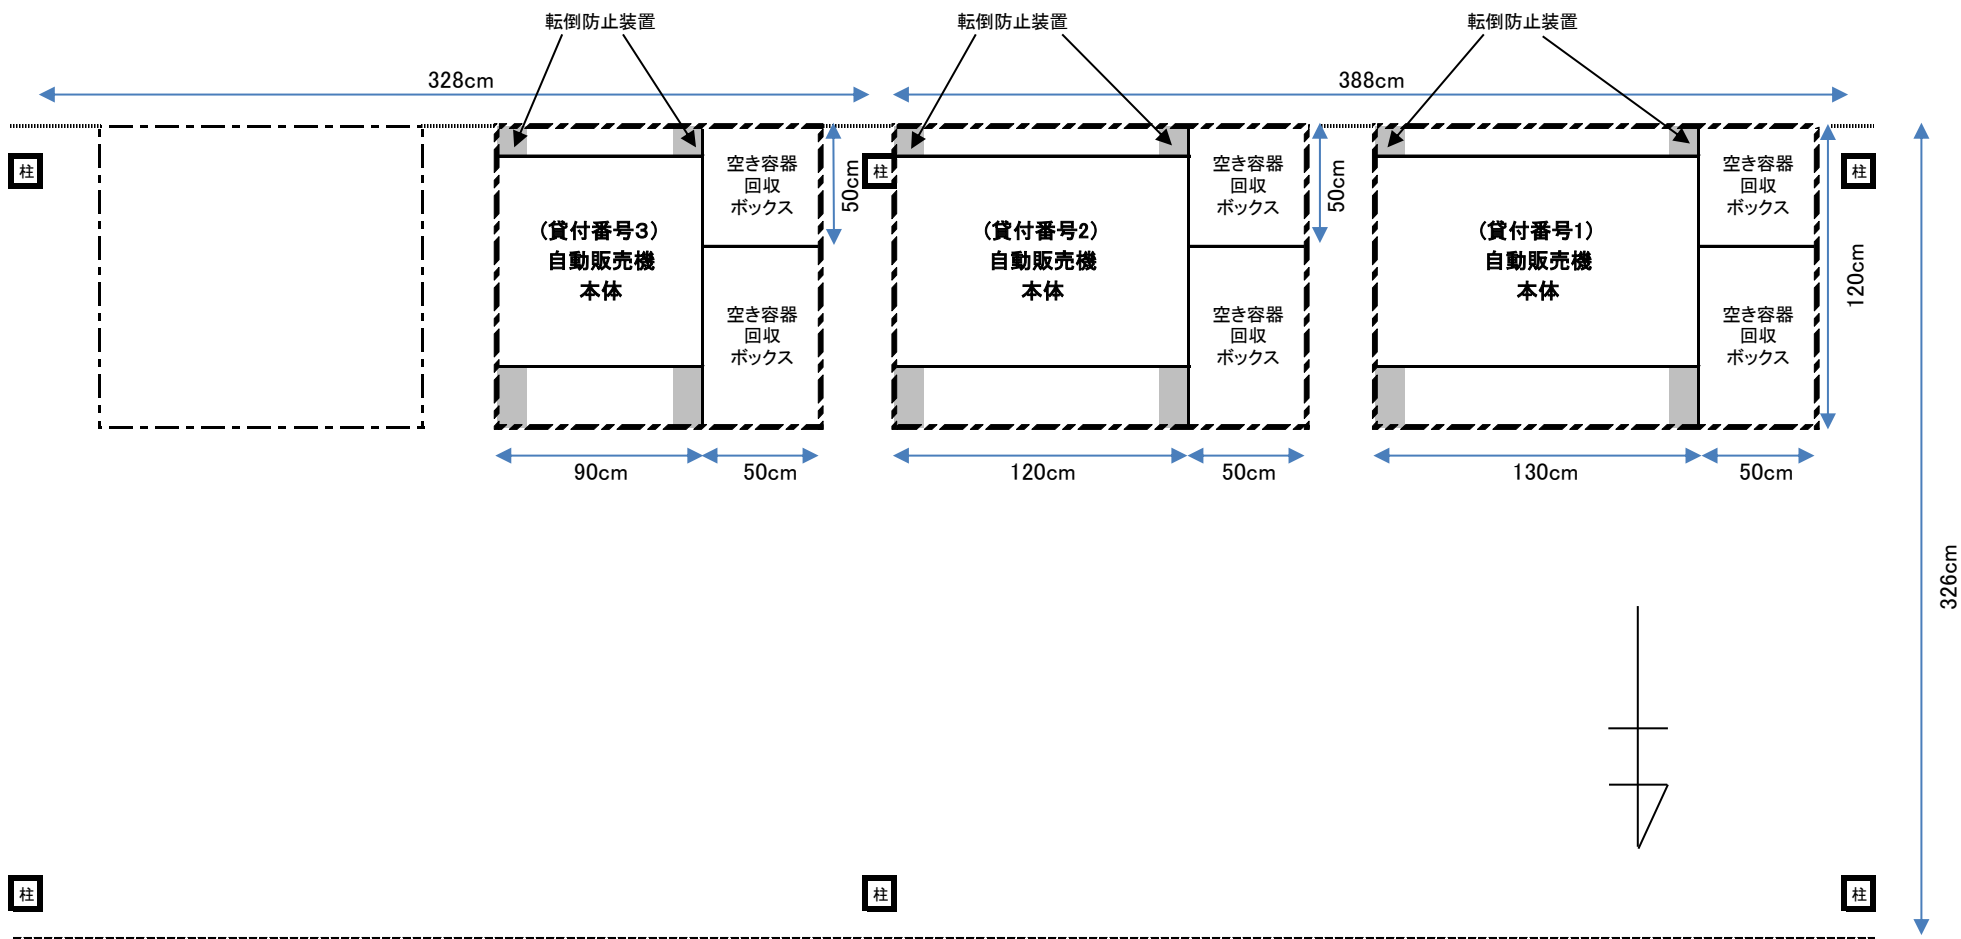 転倒防止装置
転倒防止装置
転倒防止装置
328cm
388cm
柱
(貸付番号3)
自動販売機
本体
空き容器
回収
ボックス
50cm
空き容器
回収
ボックス
柱
(貸付番号2)
自動販売機
本体
空き容器
回収
ボックス
50cm
空き容器
回収
ボックス
(貸付番号1)
自動販売機
本体
空き容器
回収
ボックス
柱
120cm
空き容器
回収
ボックス
90cm
50cm
120cm
50cm
130cm
50cm
326cm
柱
柱
柱